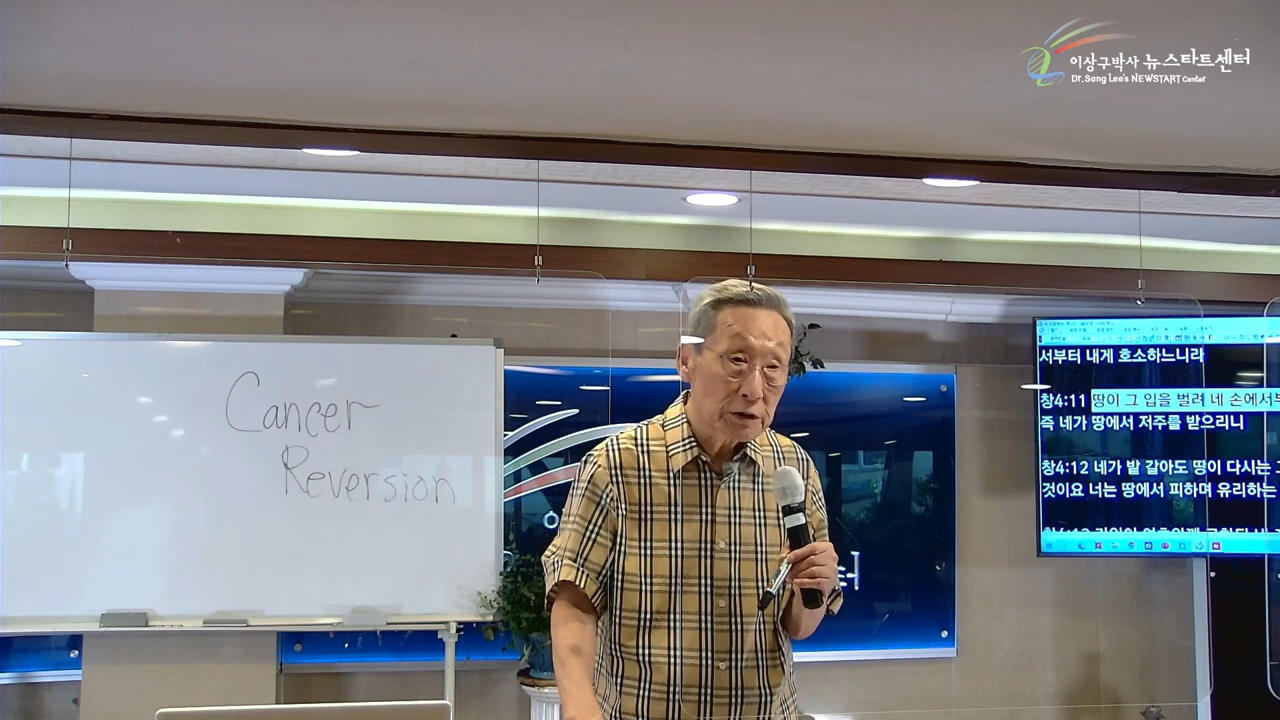 이상구박사 뉴스타트센터
Dr. Sang Lee's NEWSTART Center
Cancer
Reversion
서부터 내게 호소하느니라
창4:11 땅이 그 입을 벌려 네 손에서부
즉 네가 땅에서 저주를 받으리니
창4:12 네가 밭 갈아도 땅이 다시는
것이요 너는 땅에서 피하며 유리하는